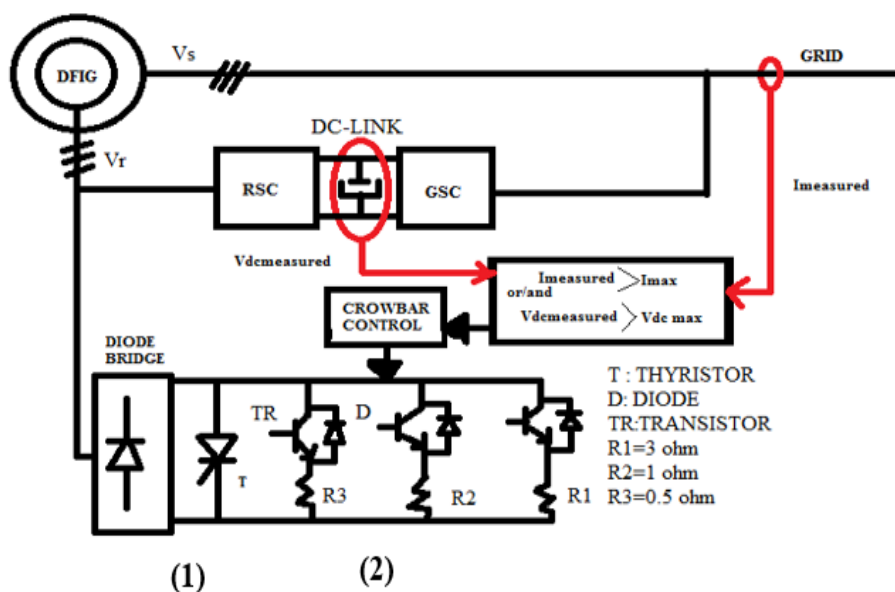 DFIG
Vs
GRID
DC-LINK
Vr
RSC
GSC
Imeasured
Vdcmeasured
Imeasured > Imax
or/and
Vdcmeasured > Vdc max
CROWBAR
CONTROL
DIODE
BRIDGE
T : THYRISTOR
D: DIODE
TR:TRANSISTOR
R1=3 ohm
R2=1 ohm
R3=0.5 ohm
TR
D
T
R3
R2
R1
(1)
(2)